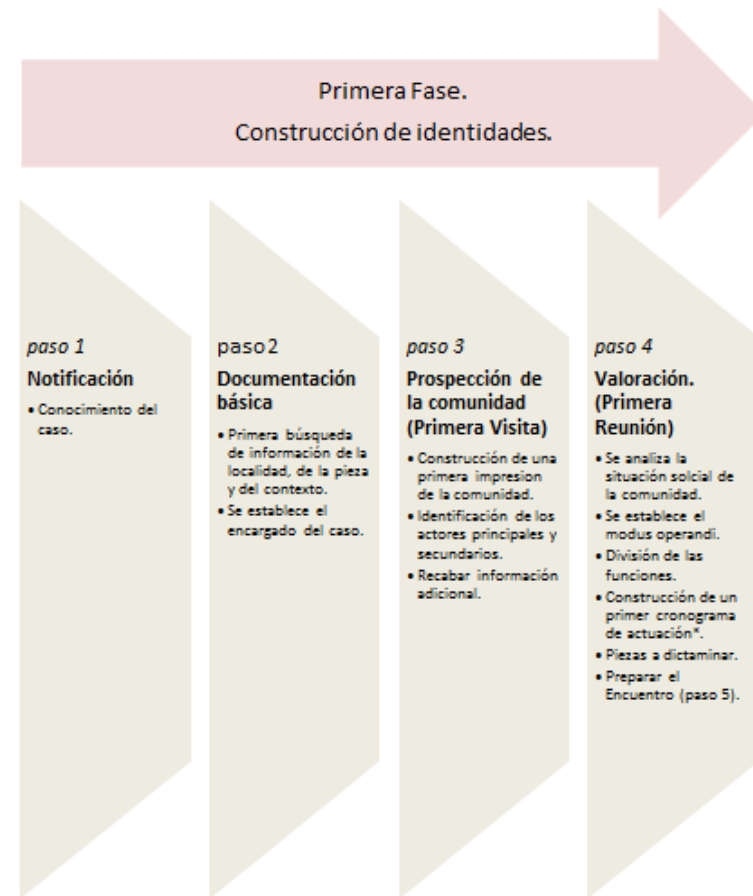 Primera Fase.
Construcción de identidades.
paso 1
Notificación
• Conocimiento del
caso.
paso2
Documentación
básica
• Primera búsqueda
de información de la
localidad, de la pieza
y del contexto.
• Se establece el
encargado del caso.
paso 3
Prospección de
la comunidad
(Primera Visita)
• Construcción de una
primera impresion
de la comunidad.
• Identificación de los
actores principales y
secundarios.
• Recabar información
adicional.
paso 4
Valoración.
(Primera
Reunión)
• Se analiza la
situación solcial de
la comunidad.
• Se establece el
modus operandi.
• División de las
funciones.
• Construcción de un
primer cronograma
de actuación*.
• Piezas a dictaminar.
• Preparar el
Encuentro (paso 5).